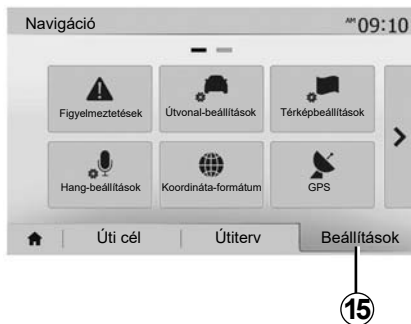 Navigáció
AM 09:10
Figyelmeztetések
Útvonal-beállítások
Térképbeállítások
Hang-beállítások
Koordináta-formátum
GPS
Úti cél
Útiterv
Beállítások
15